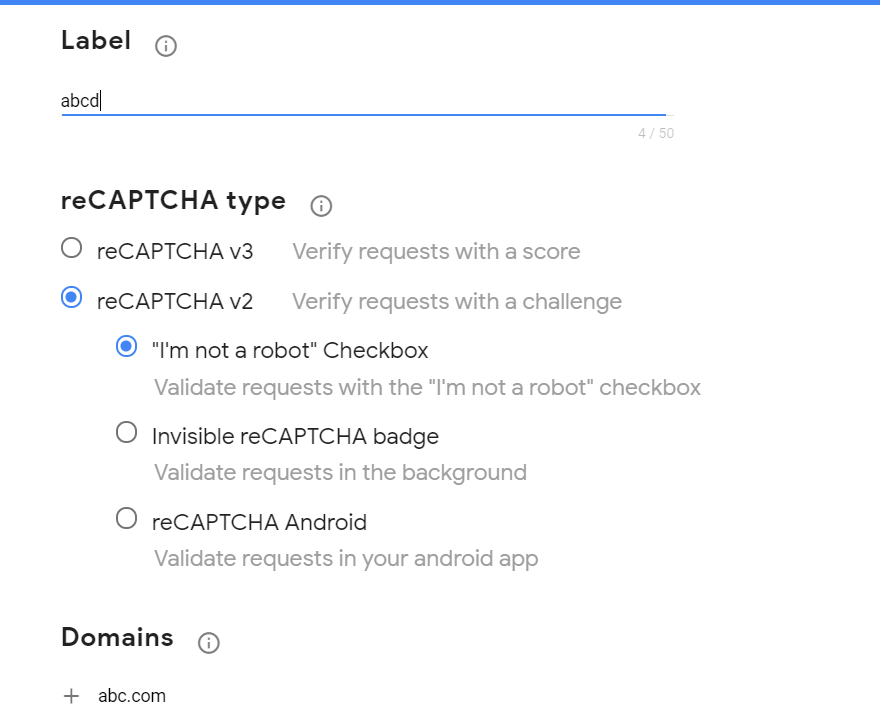 Label
abcd
4 / 50
reCAPTCHA type
reCAPTCHA v3 Verify requests with a score
reCAPTCHA v2 Verify requests with a challenge
"I'm not a robot" Checkbox
Validate requests with the "I'm not a robot" checkbox
Invisible reCAPTCHA badge
Validate requests in the background
reCAPTCHA Android
Validate requests in your android app
Domains
+ abc.com